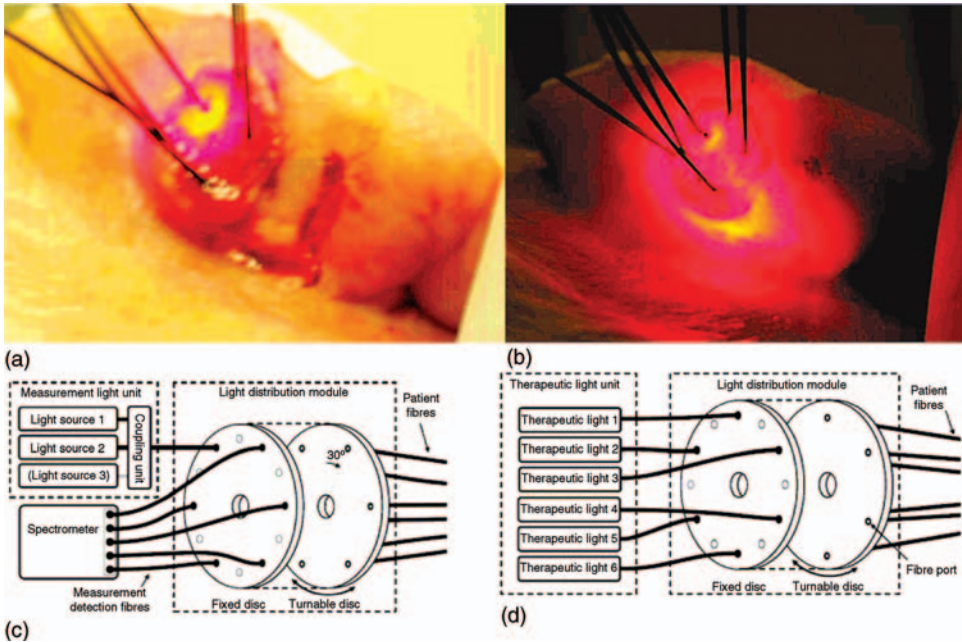 (a)
(b)
(c)
Measurement light unit
Light source 1
Light source 2
(Light source 3)
Coupling unit
Light distribution module
Patient
fibres
30°
Spectrometer
Measurement
detection fibres
Fixed disc
Turnable disc
(d)
Therapeutic light unit
Therapeutic light 1
Therapeutic light 2
Therapeutic light 3
Therapeutic light 4
Therapeutic light 5
Therapeutic light 6
Light distribution module
Patient
fibres
Fibre port
Fixed disc
Turnable disc